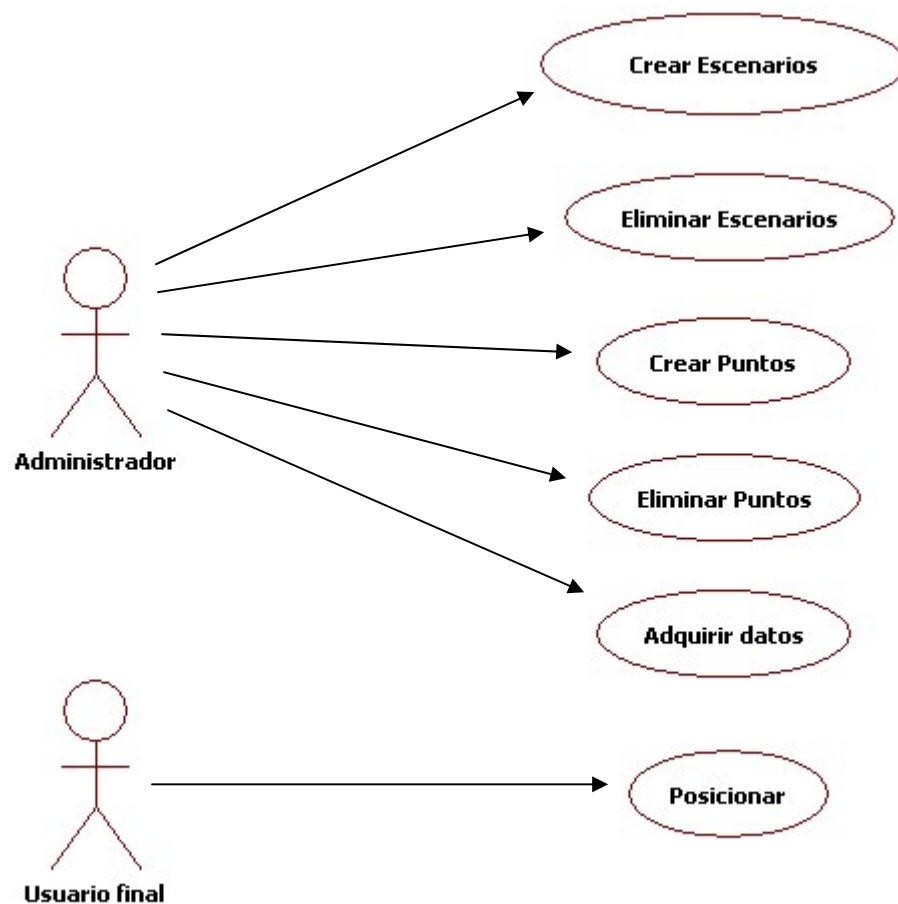 Crear Escenarios
Eliminar Escenarios
Crear Puntos
Administrador
Eliminar Puntos
Adquirir datos
Posicionar
Usuario final